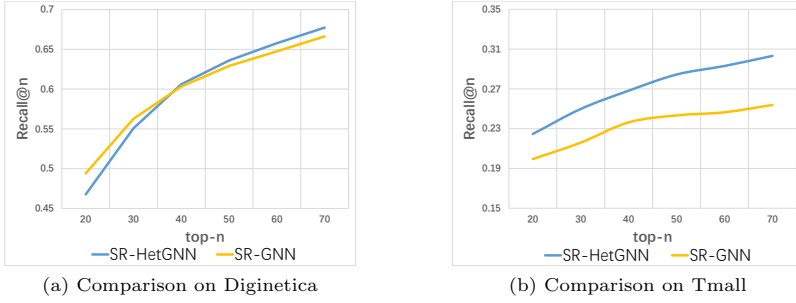 0.7
0.65
0.6
0.55
0.5
0.45
Recall@n
20 30 40 50 60 70
top-n
SR-HetGNN SR-GNN
(a) Comparison on Diginetica
0.35
0.31
0.27
0.23
0.19
0.15
Recall@n
20 30 40 50 60 70
top-n
SR-HetGNN SR-GNN
(b) Comparison on Tmall